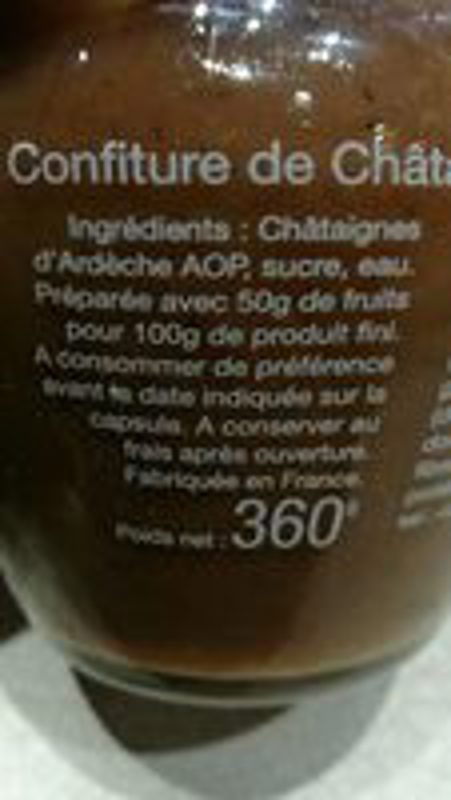 Confiture de Chât
Ingrédients : Châtaignes
d'Ardèche AOP, sucre, eau.
Préparée avec 50g de fruits
pour 100g de produit fini.
A consommer de préférence
avant la date indiquée sur la
capsule. A conserver au
frais après ouverture.
Fabriquée en France.
Poids net : 360g